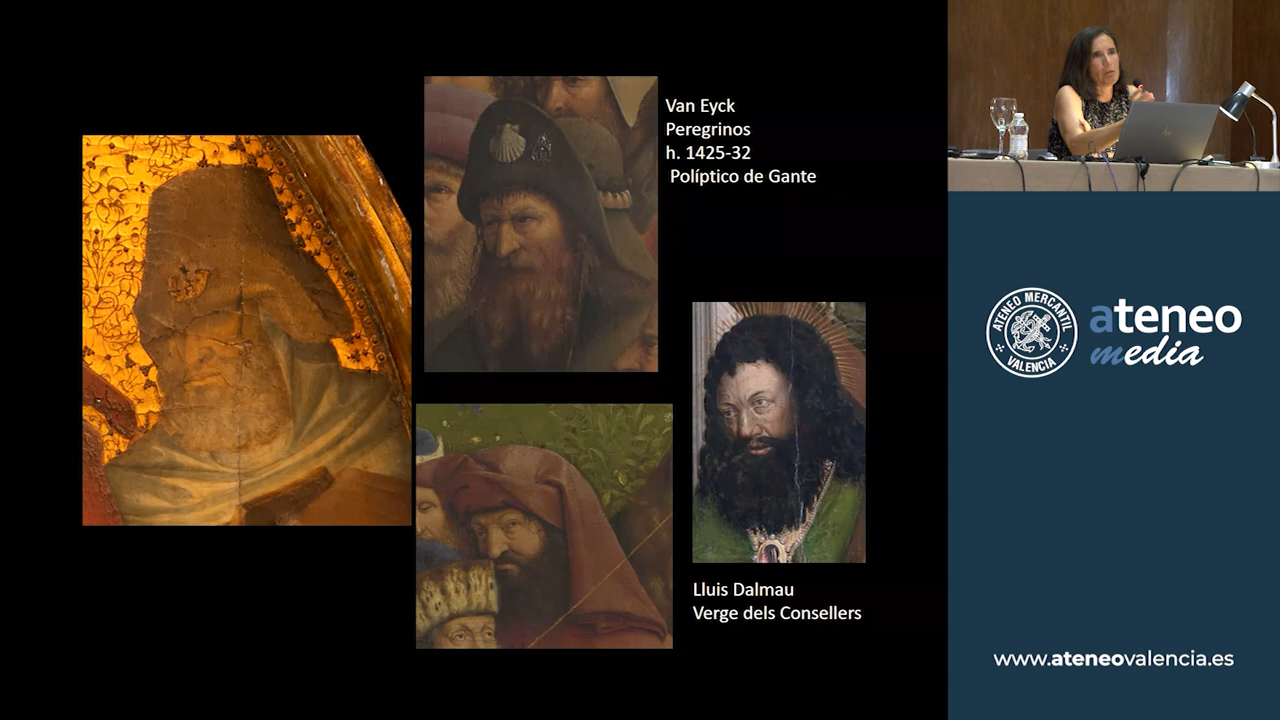 Van Eyck
Peregrinos
h. 1425-32
Políptico de Gante
Lluis Dalmau
Verge dels Consellers
ATENEO MERCANTIL
VALENCIA
ateneo
media
www.ateneovalencia.es